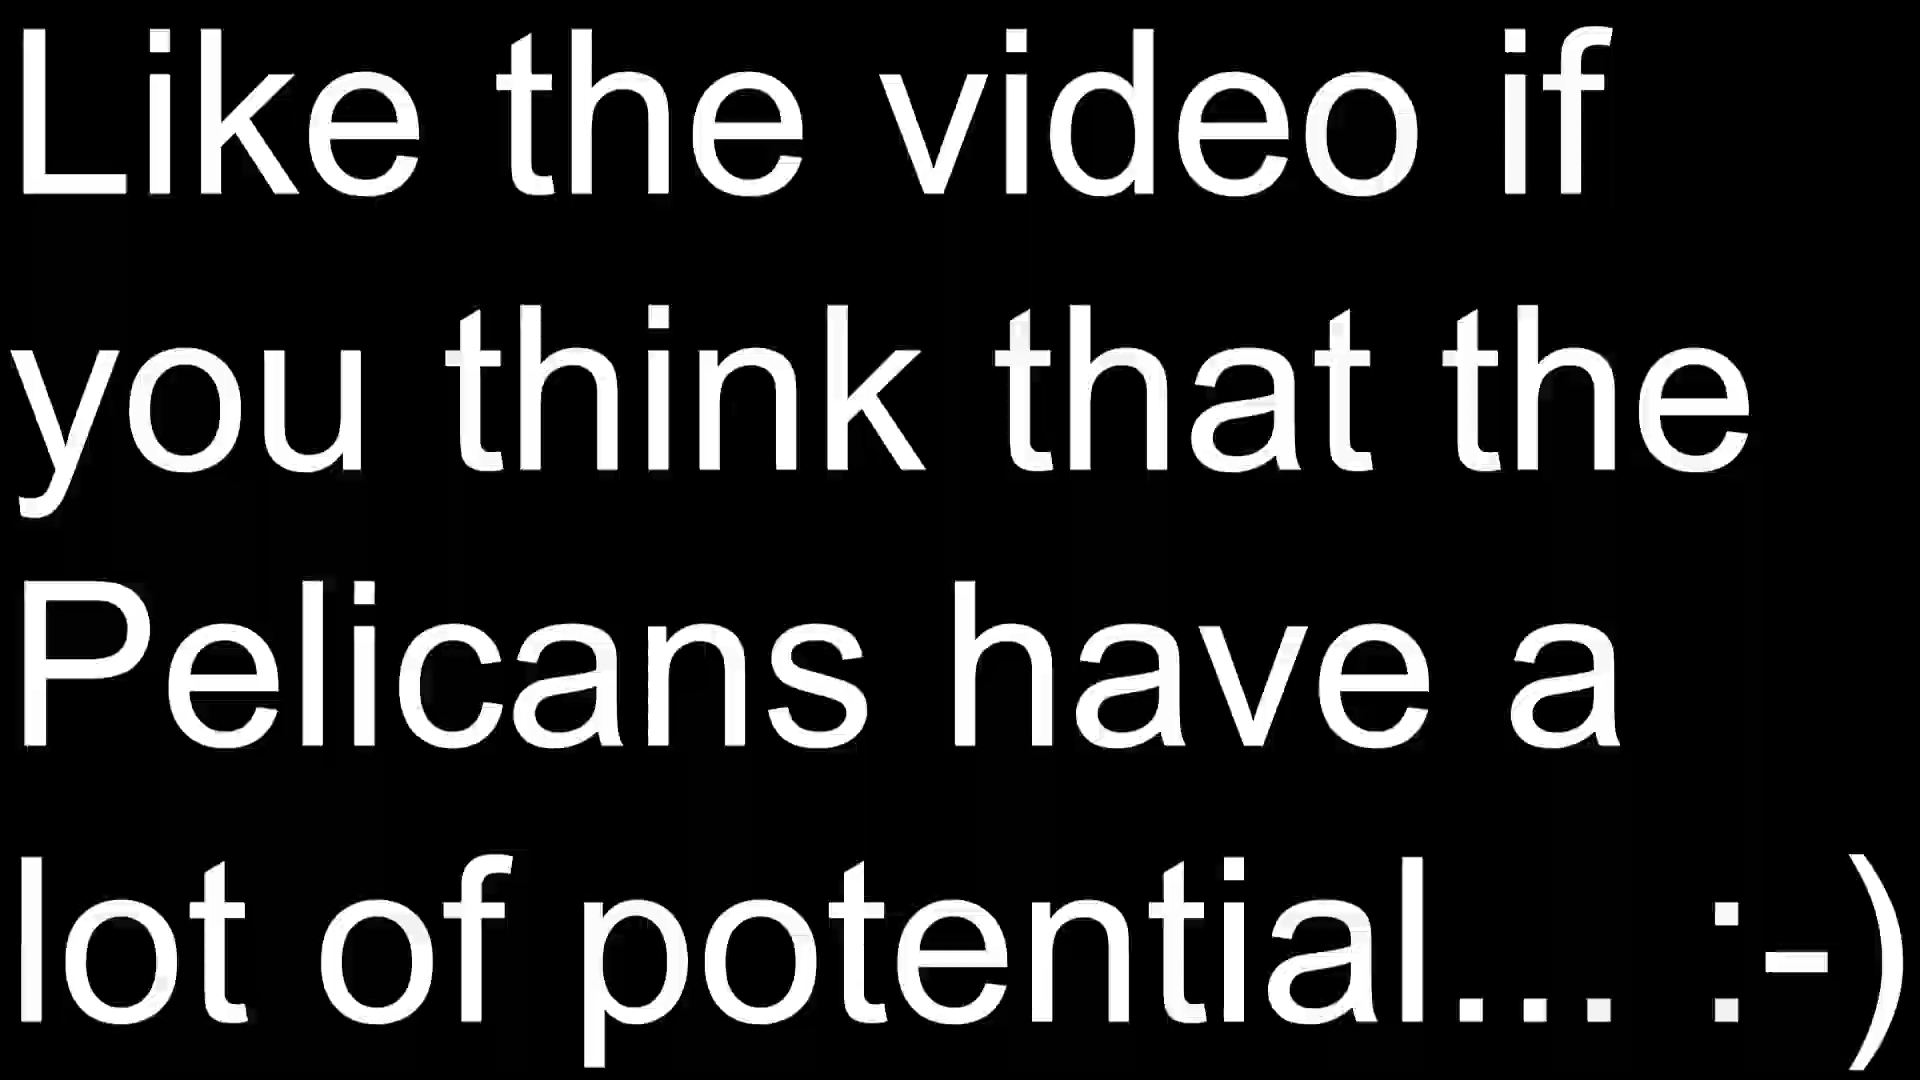 Like the video if
you think that the
Pelicans have a
lot of potential... :-)